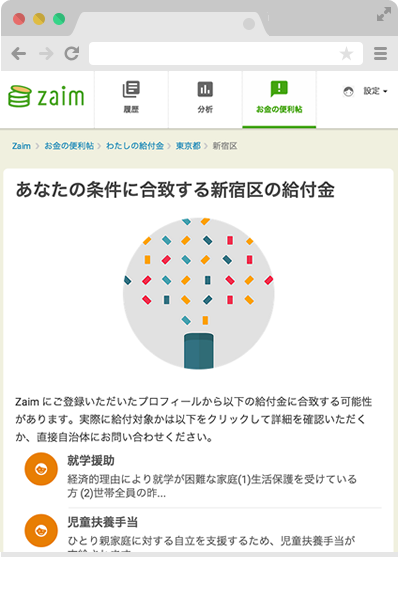 zaim
履歴
分析
お金の便利帖
設定
Zaim > お金の便利帖 > わたしの給付金 > 東京都 > 新宿区
あなたの条件に合致する新宿区の給付金
Zaim にご登録いただいたプロフィールから以下の給付金に合致する可能性
があります。実際に給付対象かは以下をクリックして詳細を確認いただく
か、直接自治体にお問い合わせください。
就学援助
経済的理由により就学が困難な家庭(1)生活保護を受けている
方 (2)世帯全員の昨...
児童扶養手当
ひとり親家庭に対する自立を支援するため、児童扶養手当が